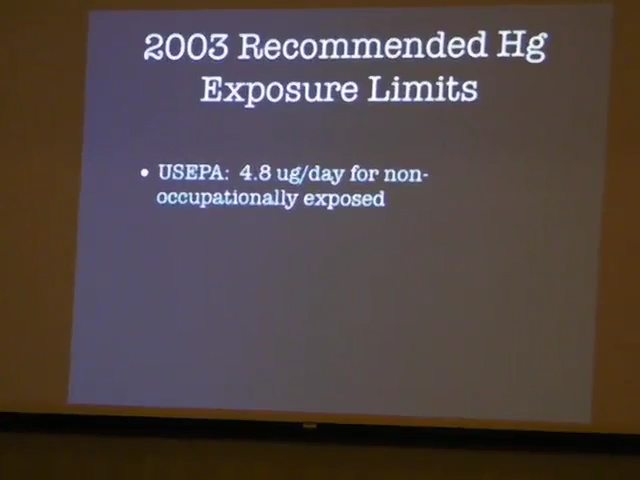 2003 Recommended Hg
Exposure Limits
• USEPA: 4.8 ug/day for non-
occupationally exposed